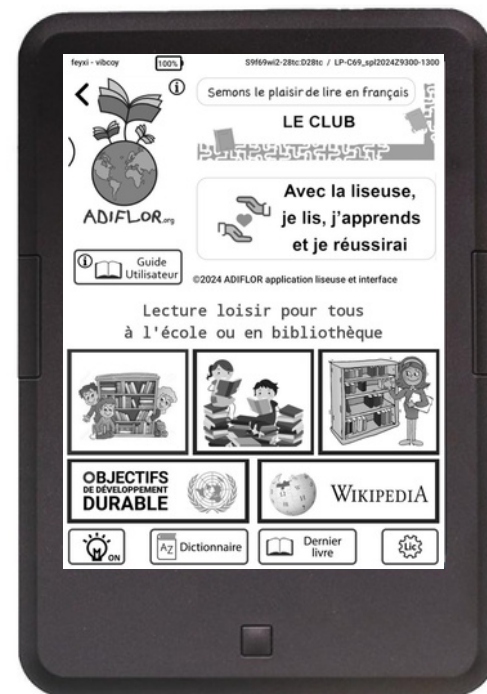 feyxi - vibcoy
100%
S9f69wi2-28tc:D28tc / LP-C69_spl2024Z9300-1300
Semons le plaisir de lire en français
LE CLUB
ADIFLOR.org
Avec la liseuse,
je lis, j'apprends
et je réussirai
i Guide
Utilisateur
©2024 ADIFLOR application liseuse et interface
Lecture loisir pour tous
à l'école ou en bibliothèque
OBJECTIFS
DE DÉVELOPPEMENT
DURABLE
WIKIPEDIA
ON
AZ Dictionnaire
Dernier
livre
Lic